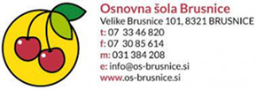 Osnovna šola Brusnice
Velike Brusnice 101, 8321 BRUSNICE
t: 07 33 46 820
f: 07 30 85 614
m: 031 384 208
e: info@os-brusnice.si
www.os-brusnice.si